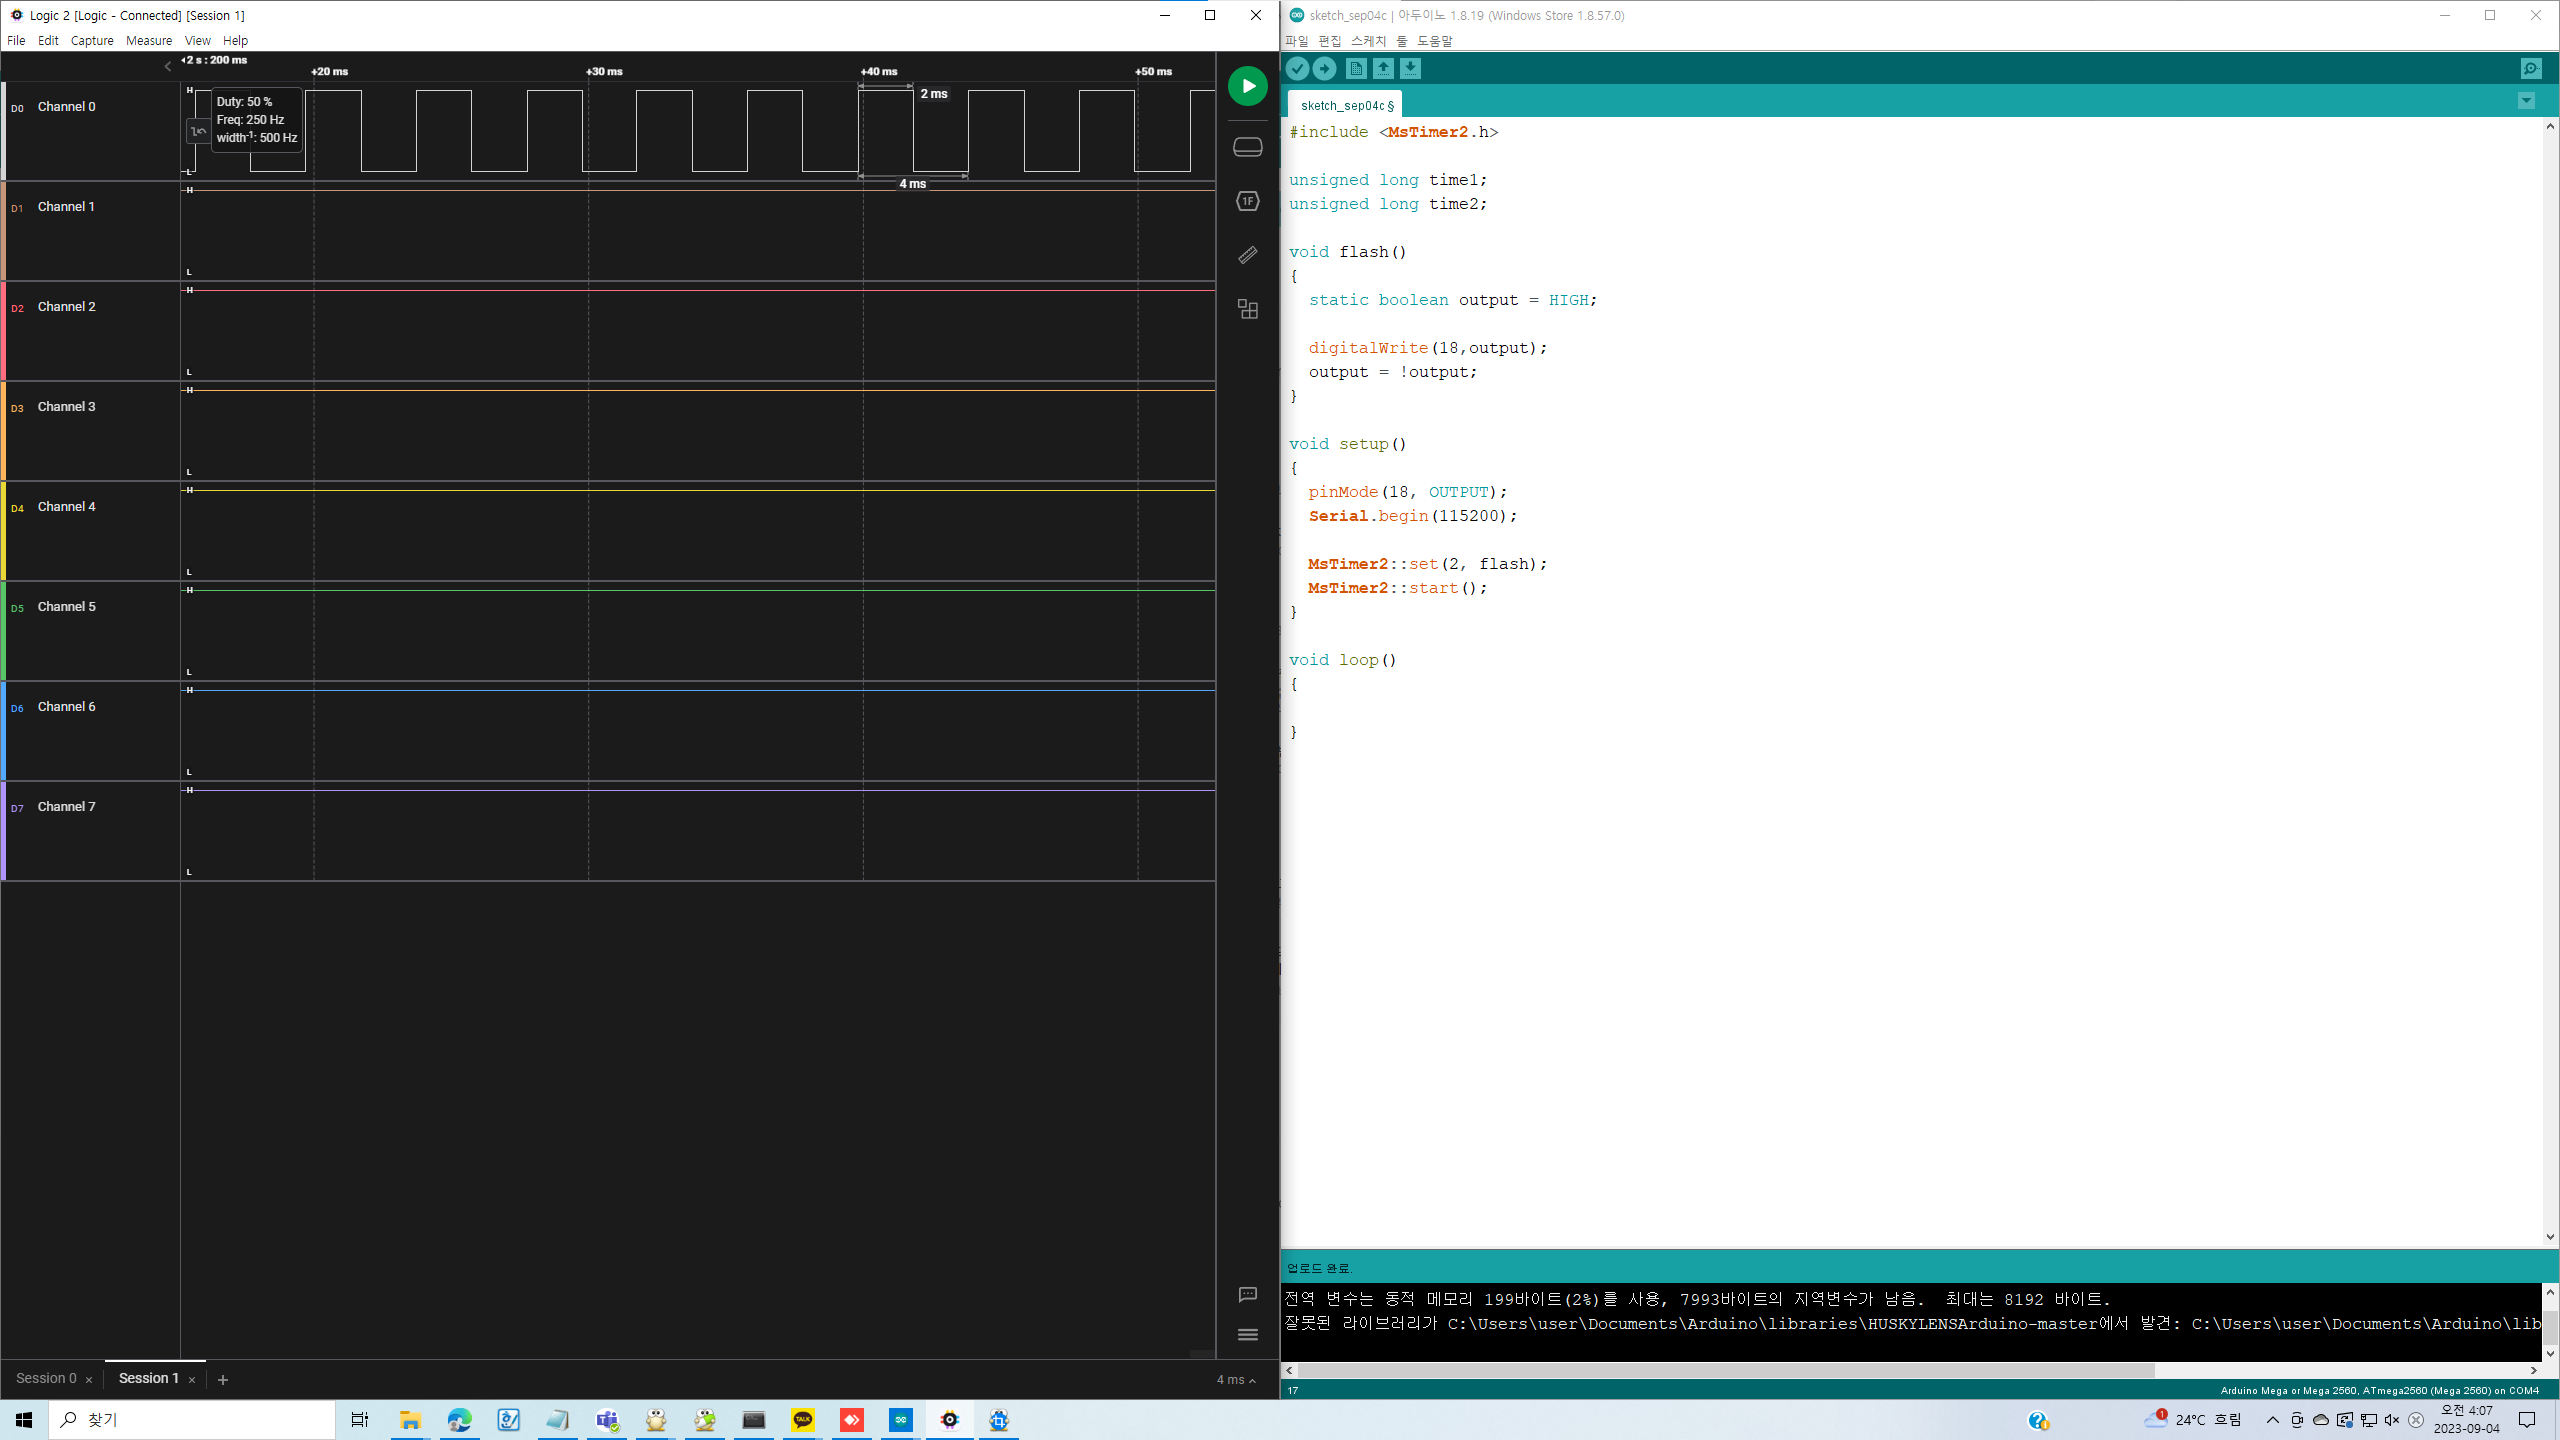 Logic 2 [Logic - Connected] [Session 1]
File Edit Capture Measure View Help
2 s : 200 ms
+20 ms +30 ms +40 ms +50 ms
D0 Channel 0
H
L
Duty: 50 %
Freq: 250 Hz
width-1: 500 Hz
2 ms
4 ms
D1 Channel 1
H
L
D2 Channel 2
H
L
D3 Channel 3
H
L
D4 Channel 4
H
L
D5 Channel 5
H
L
D6 Channel 6
H
L
D7 Channel 7
H
L
1F
Session 0 × Session 1 × +
4 ms
sketch_sep04c | 아두이노 1.8.19 (Windows Store 1.8.57.0)
파일 편집 스케치 툴 도움말
sketch_sep04c §
#include <MsTimer2.h>
unsigned long time1;
unsigned long time2;
void flash()
{
static boolean output = HIGH;
digitalWrite(18,output);
output = !output;
}
void setup()
{
pinMode(18, OUTPUT);
Serial.begin(115200);
MsTimer2::set(2, flash);
MsTimer2::start();
}
void loop()
{
}
업로드 완료.
전역 변수는 동적 메모리 199바이트(2%)를 사용, 7993바이트의 지역변수가 남음.  최대는 8192 바이트.
잘못된 라이브러리가 C:\Users\user\Documents\Arduino\libraries\HUSKYLENSArduino-master에서 발견: C:\Users\user\Documents\Arduino\lib
17
Arduino Mega or Mega 2560, ATmega2560 (Mega 2560) on COM4
찾기
TALK
1
24°C 흐림
오전 4:07
2023-09-04